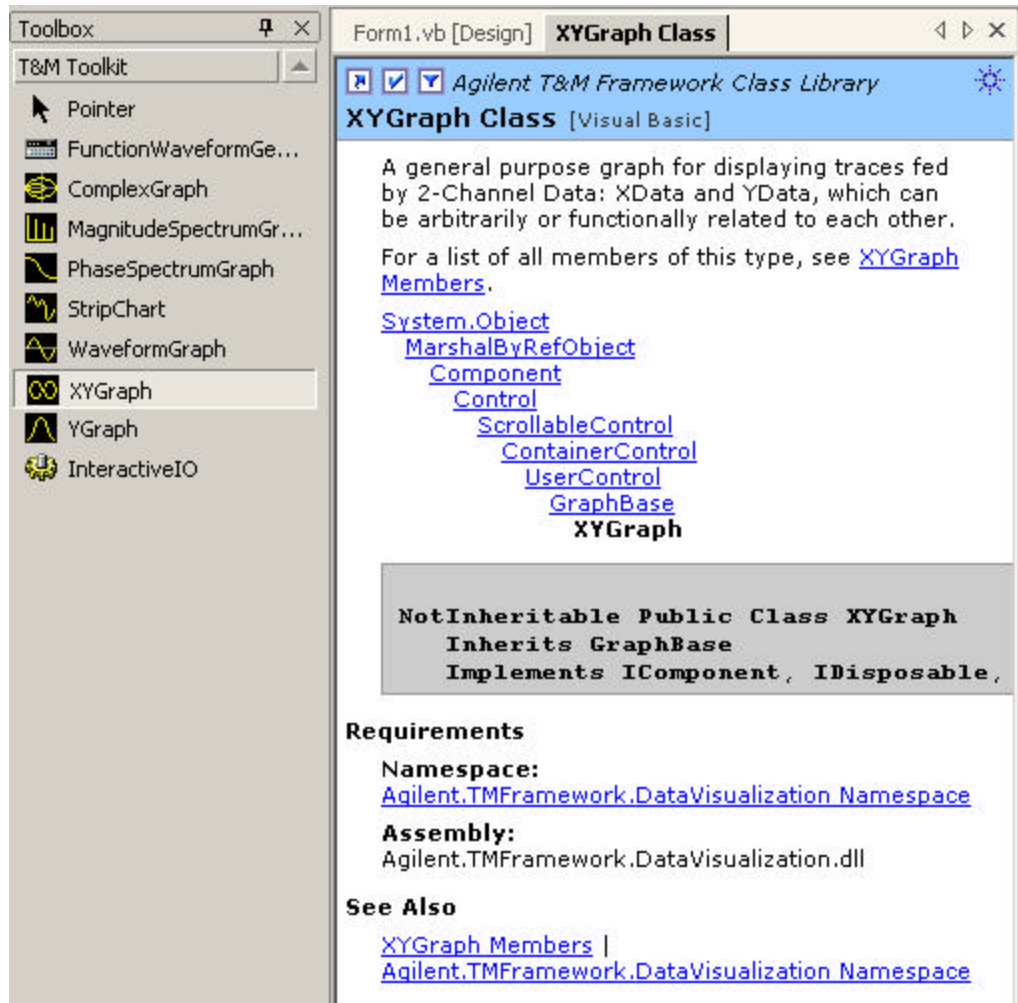 Toolbox
T&M Toolkit
Pointer
FunctionWaveformGe...
ComplexGraph
MagnitudeSpectrumGr...
PhaseSpectrumGraph
StripChart
WaveformGraph
XYGraph
YGraph
InteractiveIO
Form1.vb [Design] XYGraph Class
Agilent T&M Framework Class Library
XYGraph Class [Visual Basic]
A general purpose graph for displaying traces fed
by 2-Channel Data: XData and YData, which can
be arbitrarily or functionally related to each other.
For a list of all members of this type, see XYGraph
Members.
System.Object
MarshalByRefObject
Component
Control
ScrollableControl
ContainerControl
UserControl
GraphBase
XYGraph
NotInheritable Public Class XYGraph
Inherits GraphBase
Implements IComponent, IDisposable,
Requirements
Namespace:
Agilent.TMFramework.DataVisualization Namespace
Assembly:
Agilent.TMFramework.DataVisualization.dll
See Also
XYGraph Members |
Agilent.TMFramework.DataVisualization Namespace